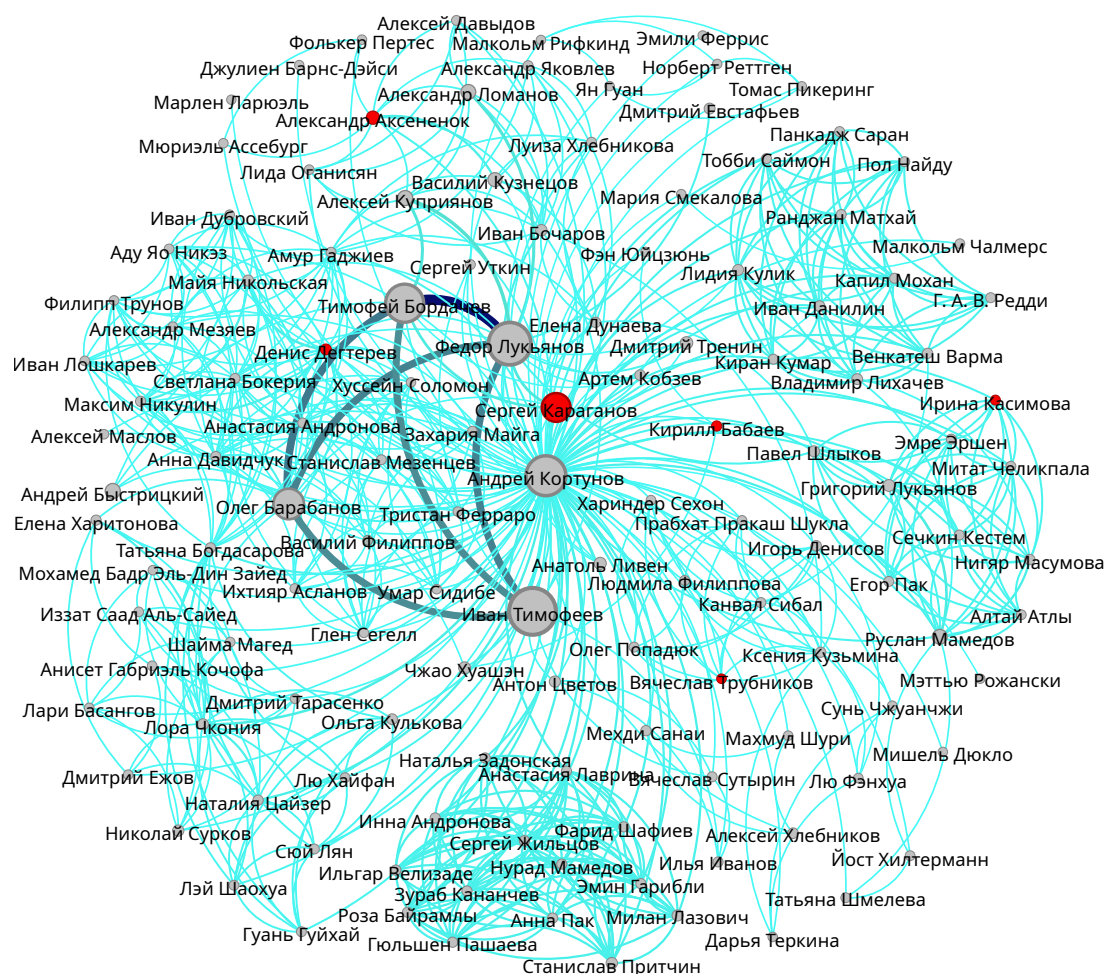 Алексей Давыдов
Эмили Феррис
Фолькер Пертес
Малкольм Рифкинд
Джулиен Барнс-Дэйси
Александр Яковлев
Норберт Реттген
Ян Гуан
Томас Пикеринг
Марлен Ларюэль
Александр Ломанов
Александр Аксененок
Дмитрий Евстафьев
Панкадж Саран
Мюриэль Ассебург
Луиза Хлебникова
Тобби Саймон
Пол Найду
Лида Оганисян
Василий Кузнецов
Алексей Куприянов
Мария Смекалова
Иван Дубровский
Ранджан Матхай
Иван Бочаров
Аду Яо Никэз
Амур Гаджиев
Фэн Юйцзюнь
Малкольм Чалмерс
Сергей Уткин
Лидия Кулик
Майя Никольская
Капил Мохан
Филипп Трунов
Тимофей Бордачев
Иван Данилин
Г. А. В. Редди
Александр Мезяев
Елена Дунаева
Федор Лукьянов
Дмитрий Тренин
Денис Дегтерев
Венкатеш Варма
Иван Лошкарев
Киран Кумар
Светлана Бокерия
Хуссейн Соломон
Артем Кобзев
Владимир Лихачев
Максим Никулин
Сергей Караганов
Ирина Касимова
Анастасия Андронова
Захария Майга
Кирилл Бабаев
Алексей Маслов
Эмре Эршен
Анна Давидчук
Станислав Мезенцев
Павел Шлыков
Митат Челикпала
Андрей Кортунов
Григорий Лукьянов
Андрей Быстрицкий
Олег Барабанов
Хариндер Сехон
Елена Харитонова
Тристан Ферраро
Прабхат Пракаш Шукла
Сечкин Кестем
Татьяна Богдасарова
Василий Филиппов
Игорь Денисов
Нигяр Масумова
Мохамед Бадр Эль-Дин Зайед
Анатоль Ливен
Людмила Филиппова
Егор Пак
Ихтияр Асланов
Умар Сидибе
Канвал Сибал
Иззат Саад Аль-Сайед
Иван Тимофеев
Алтай Атлы
Глен Сегелл
Шайма Магед
Олег Попадюк
Ксения Кузьмина
Руслан Мамедов
Анисет Габриэль Кочофа
Чжао Хуашэн
Антон Цветов
Вячеслав Трубников
Мэттью Рожански
Лари Басангов
Дмитрий Тарасенко
Сунь Чжуанчжи
Лора Чкония
Ольга Кулькова
Мехди Санаи
Махмуд Шури
Мишель Дюкло
Наталья Задонская
Дмитрий Ежов
Лю Хайфан
Анастасия Лаврина
Вячеслав Сутырин
Лю Фэнхуа
Наталия Цайзер
Николай Сурков
Инна Андронова
Фарид Шафиев
Алексей Хлебников
Сергей Жильцов
Сюй Лян
Йост Хилтерманн
Ильгар Велизаде
Нурад Мамедов
Илья Иванов
Лэй Шаохуа
Зураб Кананчев
Эмин Гарибли
Татьяна Шмелева
Роза Байрамлы
Анна Пак
Милан Лазович
Гуань Гуйхай
Гюльшен Пашаева
Дарья Теркина
Станислав Притчин